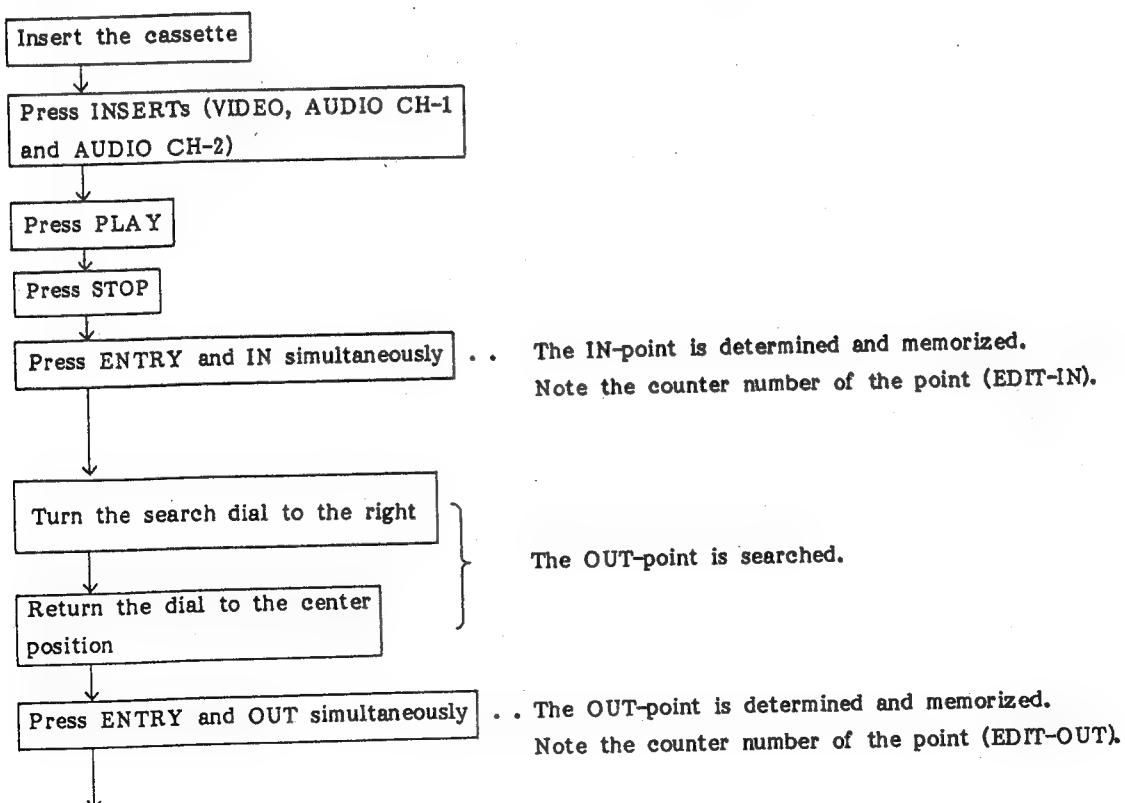 Insert the cassette
Press INSERTs (VIDEO, AUDIO CH-1
and AUDIO CH-2)
Press PLAY
Press STOP
Press ENTRY and IN simultaneously . . The IN-point is determined and memorized.
Note the counter number of the point (EDIT-IN).
Turn the search dial to the right
The OUT-point is searched.
Return the dial to the center
position
Press ENTRY and OUT simultaneously . . The OUT-point is determined and memorized.
Note the counter number of the point (EDIT-OUT).